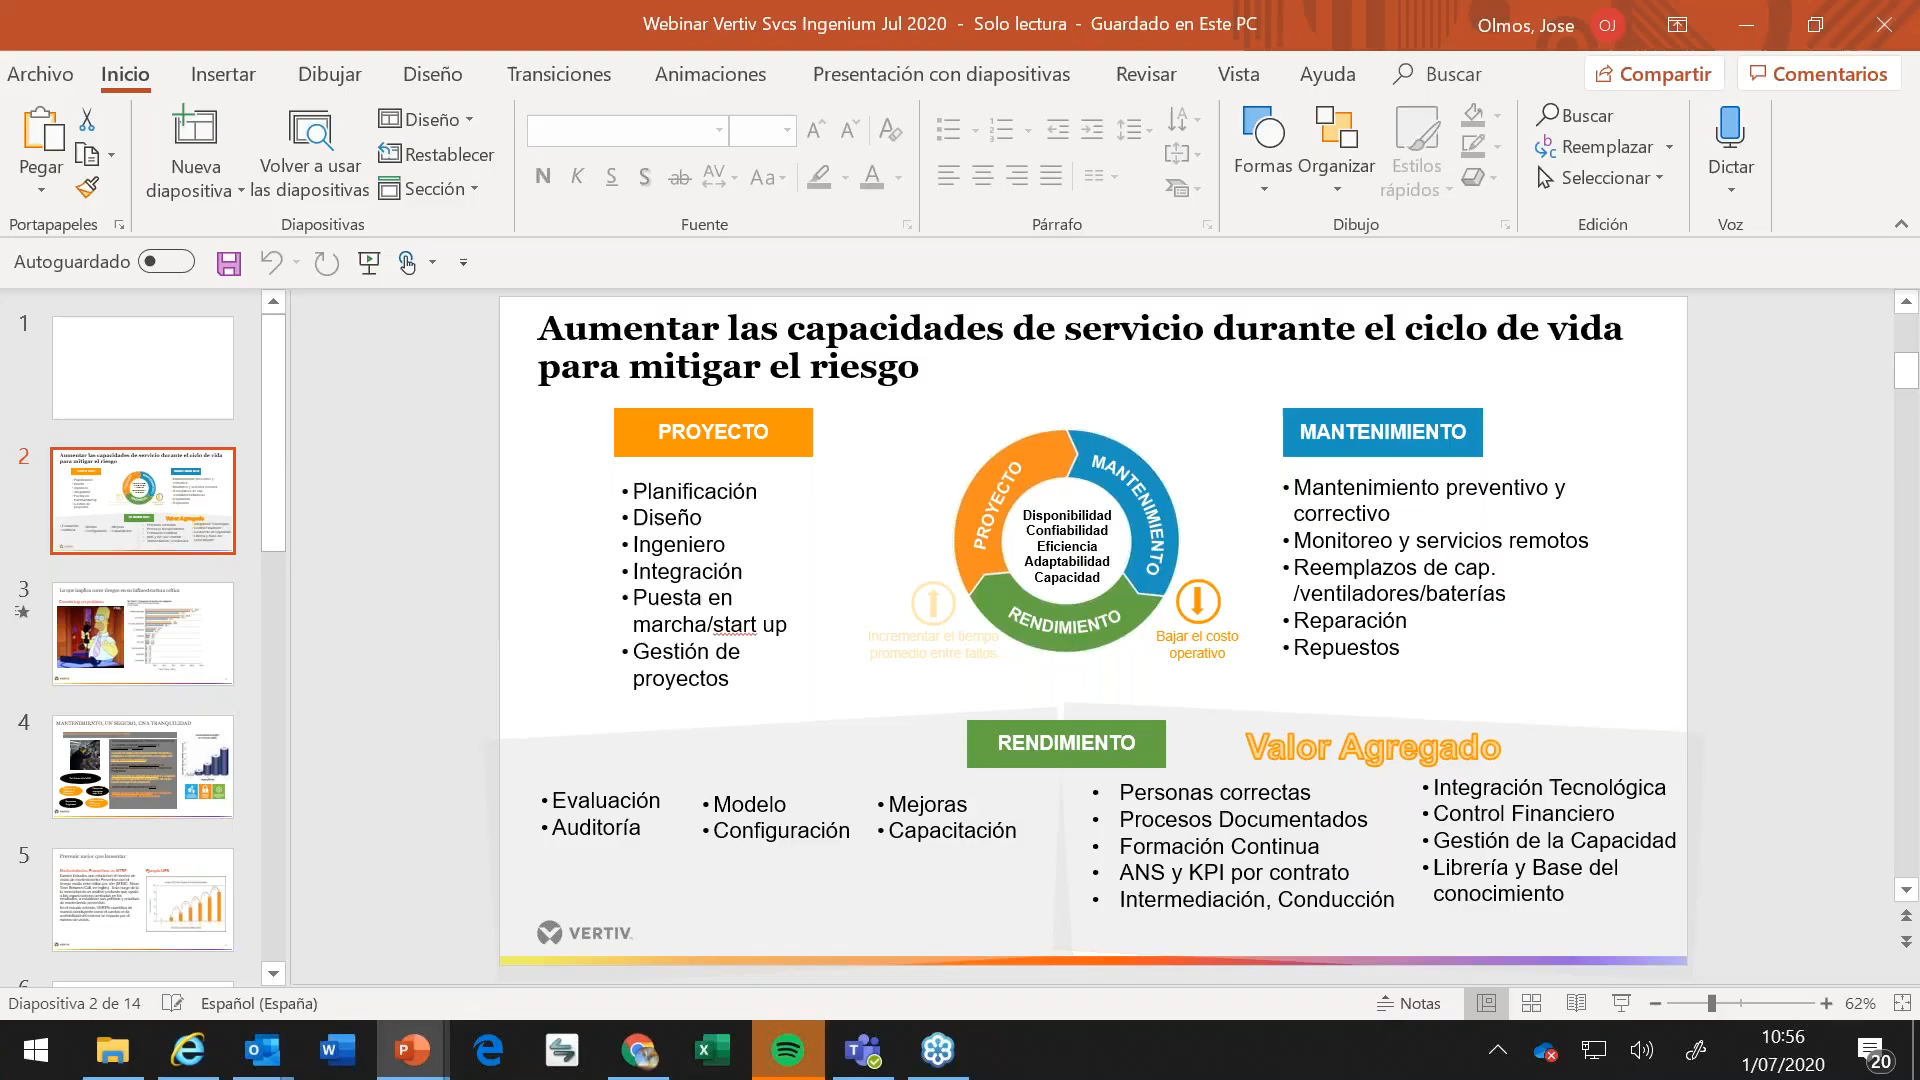 Webinar Vertiv Svcs Ingenium Jul 2020 - Solo lectura - Guardado en Este PC
Olmos, Jose
OJ
Archivo
Inicio
Insertar
Dibujar
Diseño
Transiciones
Animaciones
Presentación con diapositivas
Revisar
Vista
Ayuda
Buscar
Compartir
Comentarios
Pegar
Nueva
diapositiva
Volver a usar
las diapositivas
Diseño
Restablecer
Sección
Formas
Organizar
Estilos
rápidos
Buscar
Reemplazar
Seleccionar
Dictar
Portapapeles
Diapositivas
Fuente
Párrafo
Dibujo
Edición
Voz
Autoguardado
1
2
3
4
5
Aumentar las capacidades de servicio durante el ciclo de vida
para mitigar el riesgo
PROYECTO
• Planificación
• Diseño
• Ingeniero
• Integración
• Puesta en
marcha/start up
• Gestión de
proyectos
PROYECTO
MANTENIMIENTO
RENDIMIENTO
Disponibilidad
Confiabilidad
Eficiencia
Adaptabilidad
Capacidad
Incrementar el tiempo
promedio entre fallos.
Bajar el costo
operativo
MANTENIMIENTO
• Mantenimiento preventivo y
correctivo
• Monitoreo y servicios remotos
• Reemplazos de cap.
/ventiladores/baterías
• Reparación
• Repuestos
RENDIMIENTO
Valor Agregado
• Evaluación
• Auditoría
• Modelo
• Configuración
• Mejoras
• Capacitación
• Personas correctas
• Procesos Documentados
• Formación Continua
• ANS y KPI por contrato
• Intermediación, Conducción
• Integración Tecnológica
• Control Financiero
• Gestión de la Capacidad
• Librería y Base del
conocimiento
VERTIV
Diapositiva 2 de 14
Español (España)
Notas
62%
10:56
1/07/2020
20